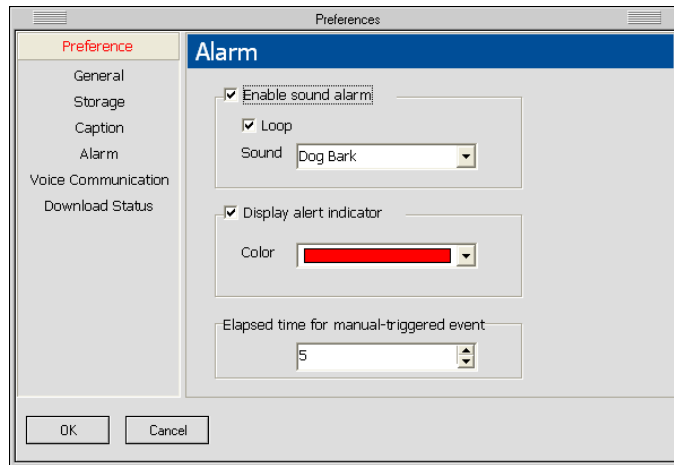 Preferences
Preference
General
Storage
Caption
Alarm
Voice Communication
Download Status
Alarm
Enable sound alarm
Loop
Sound Dog Bark
Display alert indicator
Color
Elapsed time for manual-triggered event
5
OK Cancel